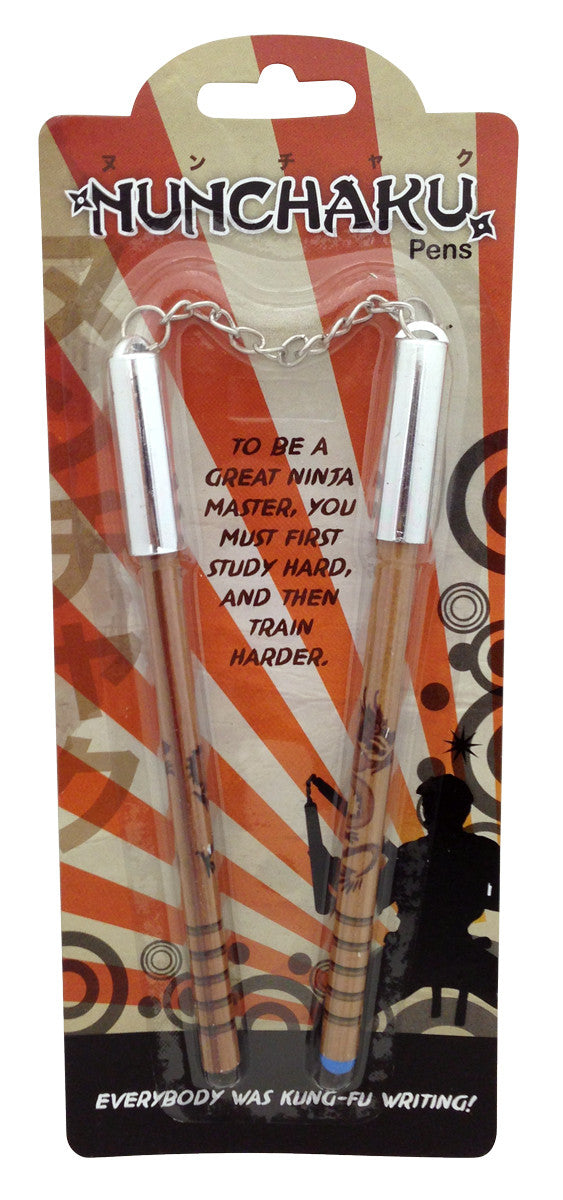 ヌンチャク
NUNCHAKU
Pens
TO BE A
GREAT NINJA
MASTER, YOU
MUST FIRST
STUDY HARD,
AND THEN
TRAIN
HARDER.
EVERYBODY WAS KUNG-FU WRITING!